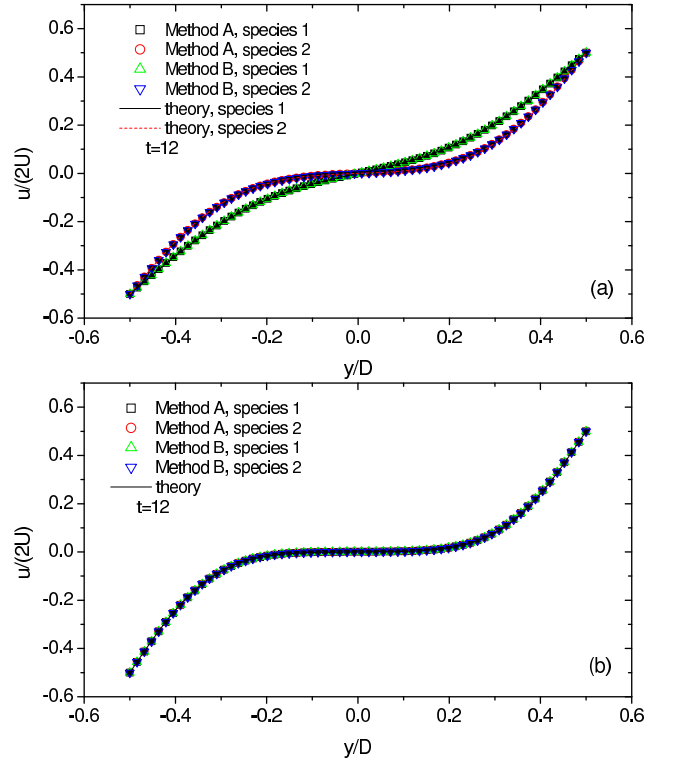 0.6
0.4
0.2
0.0
-0.2
-0.4
-0.6
u/(2U)
Method A, species 1
Method A, species 2
Method B, species 1
Method B, species 2
theory, species 1
theory, species 2
t=12
(a)
-0.6 -0.4 -0.2 0.0 0.2 0.4 0.6
y/D
0.6
0.4
0.2
0.0
-0.2
-0.4
-0.6
u/(2U)
Method A, species 1
Method A, species 2
Method B, species 1
Method B, species 2
theory
t=12
(b)
-0.6 -0.4 -0.2 0.0 0.2 0.4 0.6
y/D